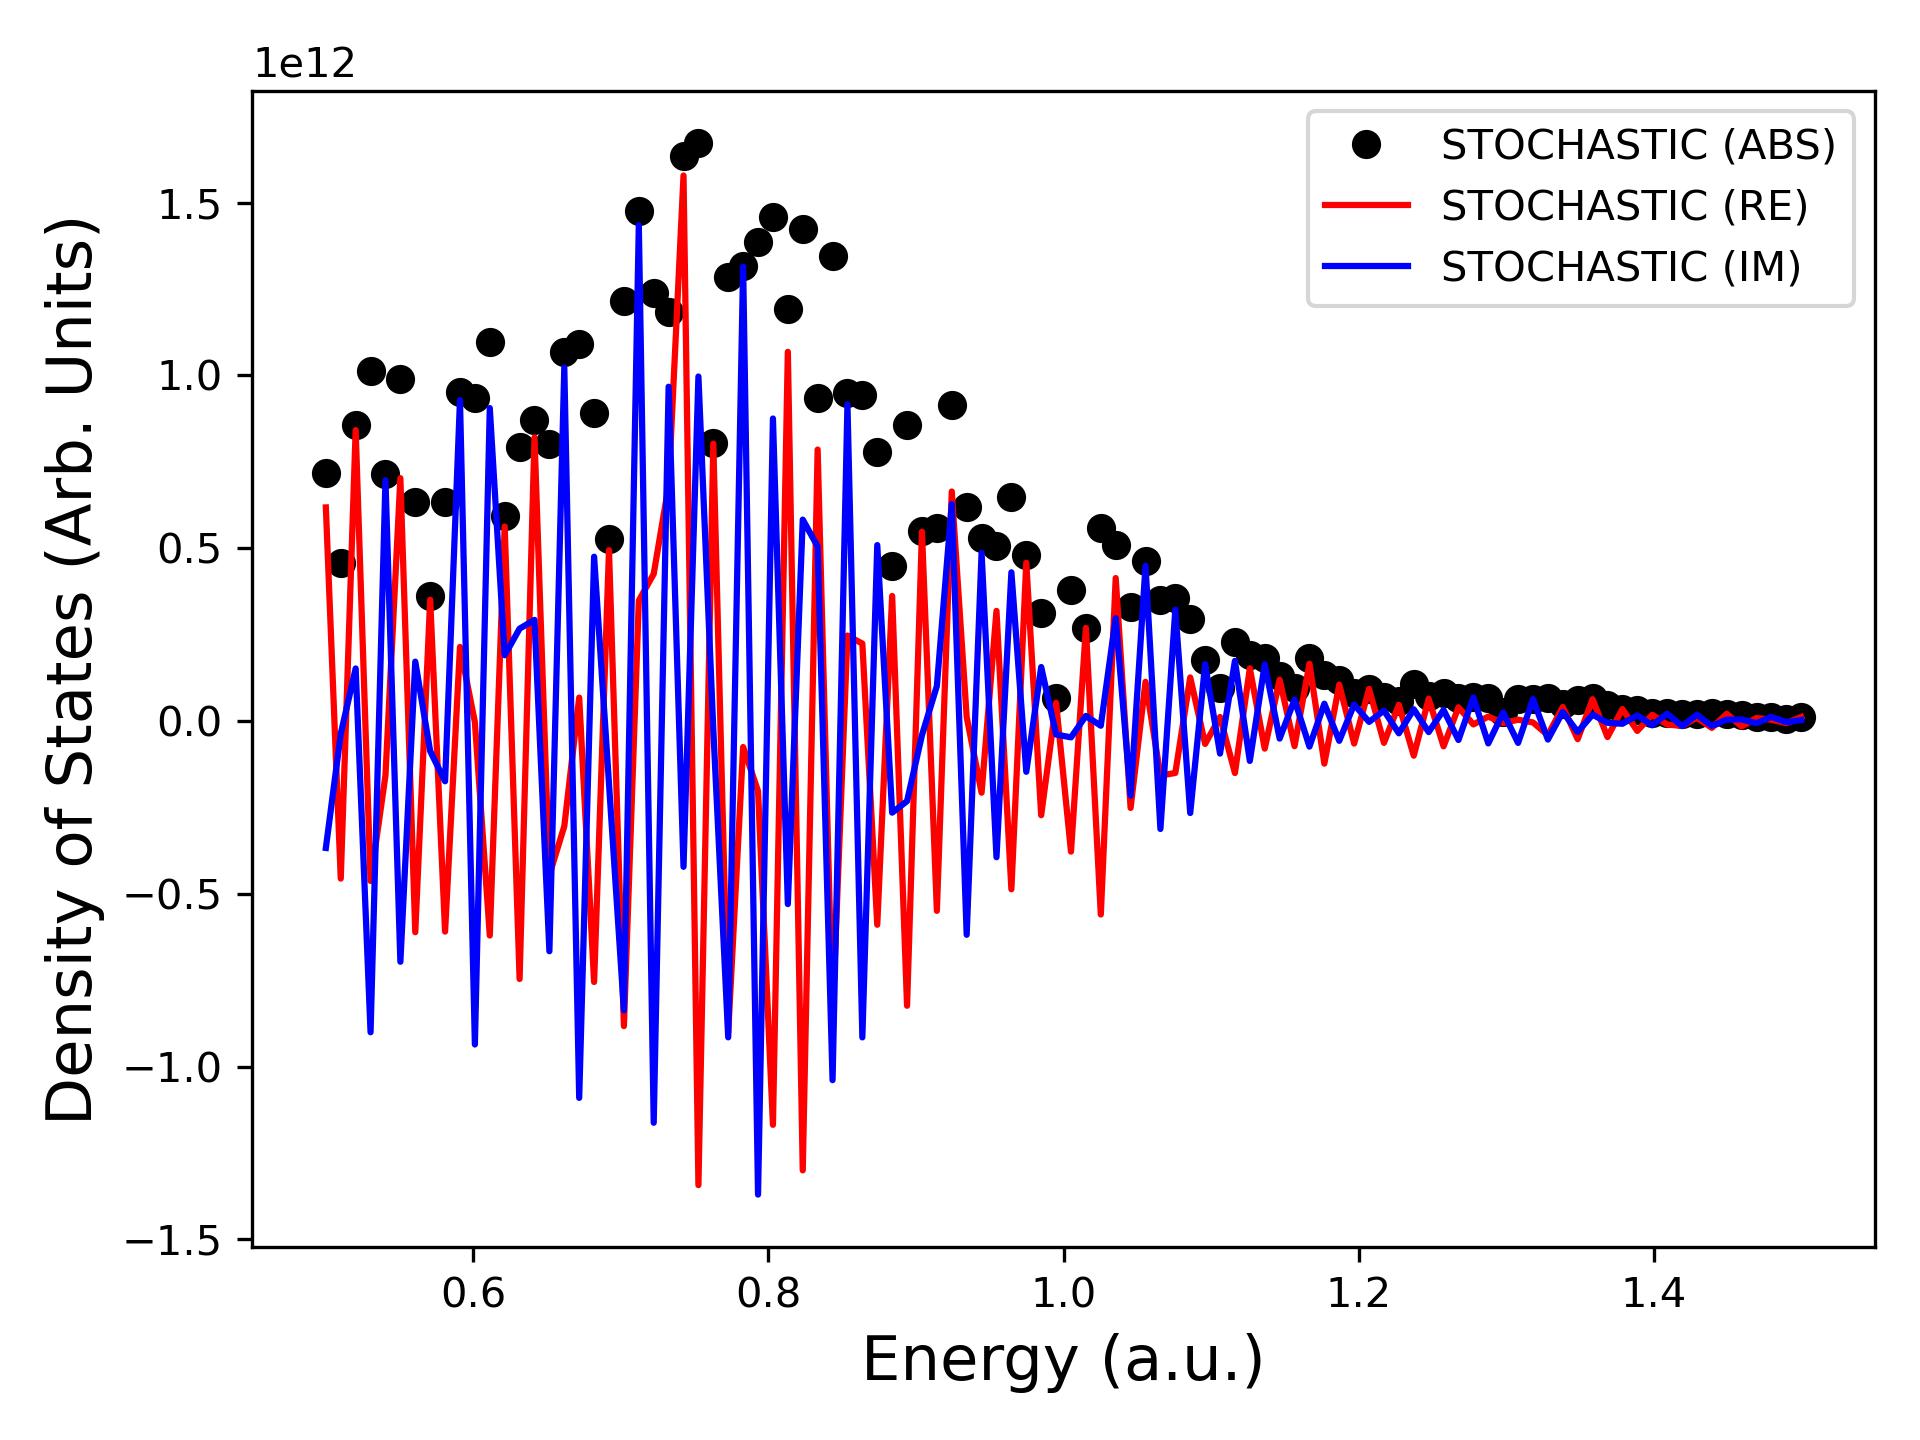 1e12
Density of States (Arb. Units)
1.5
1.0
0.5
0.0
−0.5
−1.0
−1.5
STOCHASTIC (ABS)
STOCHASTIC (RE)
STOCHASTIC (IM)
0.6 0.8 1.0 1.2 1.4
Energy (a.u.)